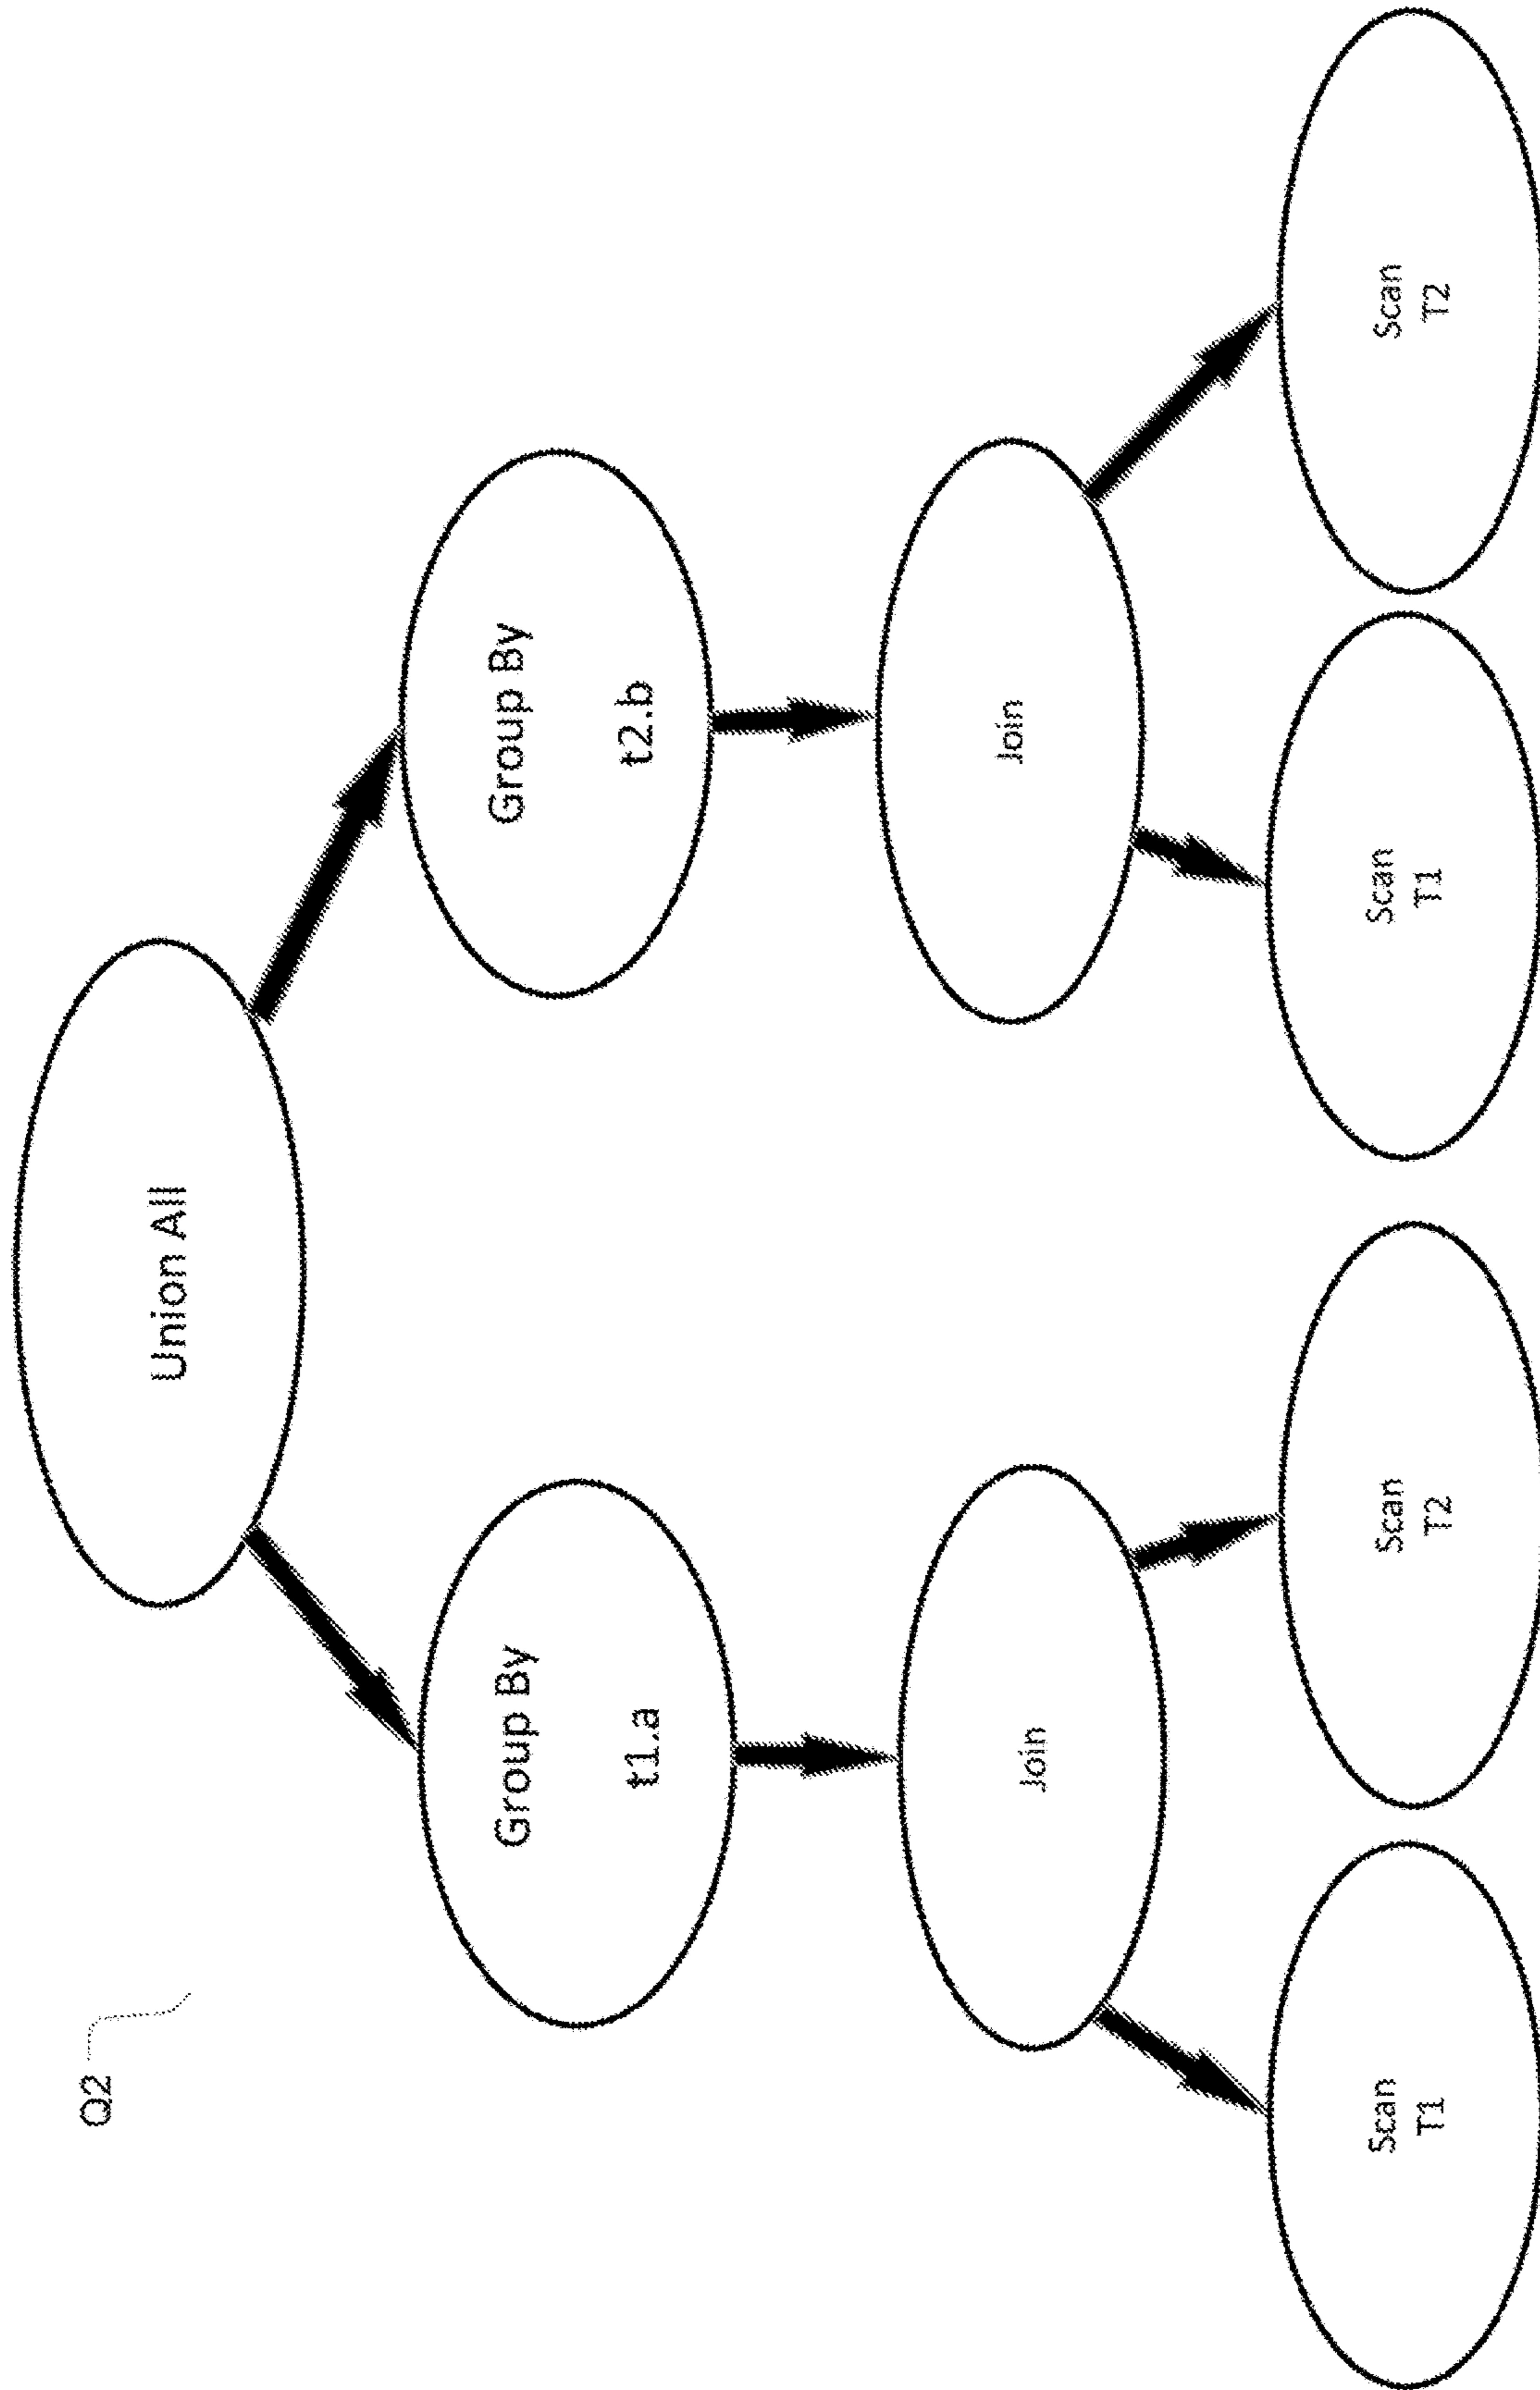 Q2
Union All
Group By
t1.a
Group By
t2.b
Join
Join
Scan
T1
Scan
T2
Scan
T1
Scan
T2